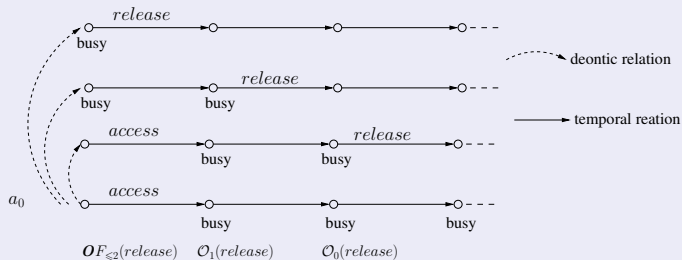 release
busy
deontic relation
release
busy busy
temporal reation
access release
busy busy
a₀ access
busy busy busy
OF⩽2(release) O₁(release) O₀(release)